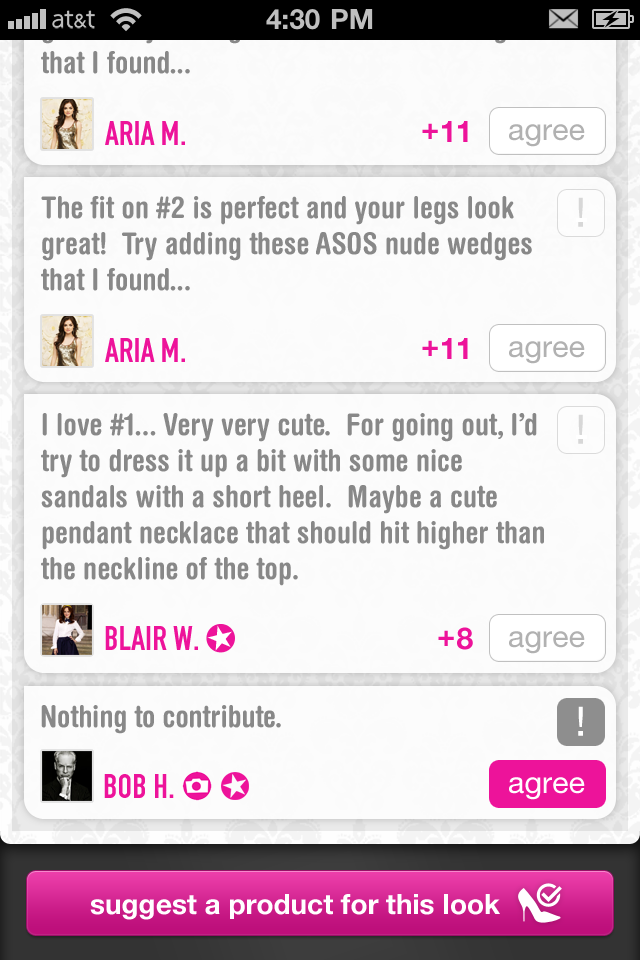 at&t 4:30 PM
that I found...
ARIA M. +11 agree
The fit on #2 is perfect and your legs look !
great! Try adding these ASOS nude wedges
that I found...
ARIA M. +11 agree
I love #1... Very very cute. For going out, I'd !
try to dress it up a bit with some nice
sandals with a short heel. Maybe a cute
pendant necklace that should hit higher than
the neckline of the top.
BLAIR W. +8 agree
Nothing to contribute. !
BOB H. agree
suggest a product for this look